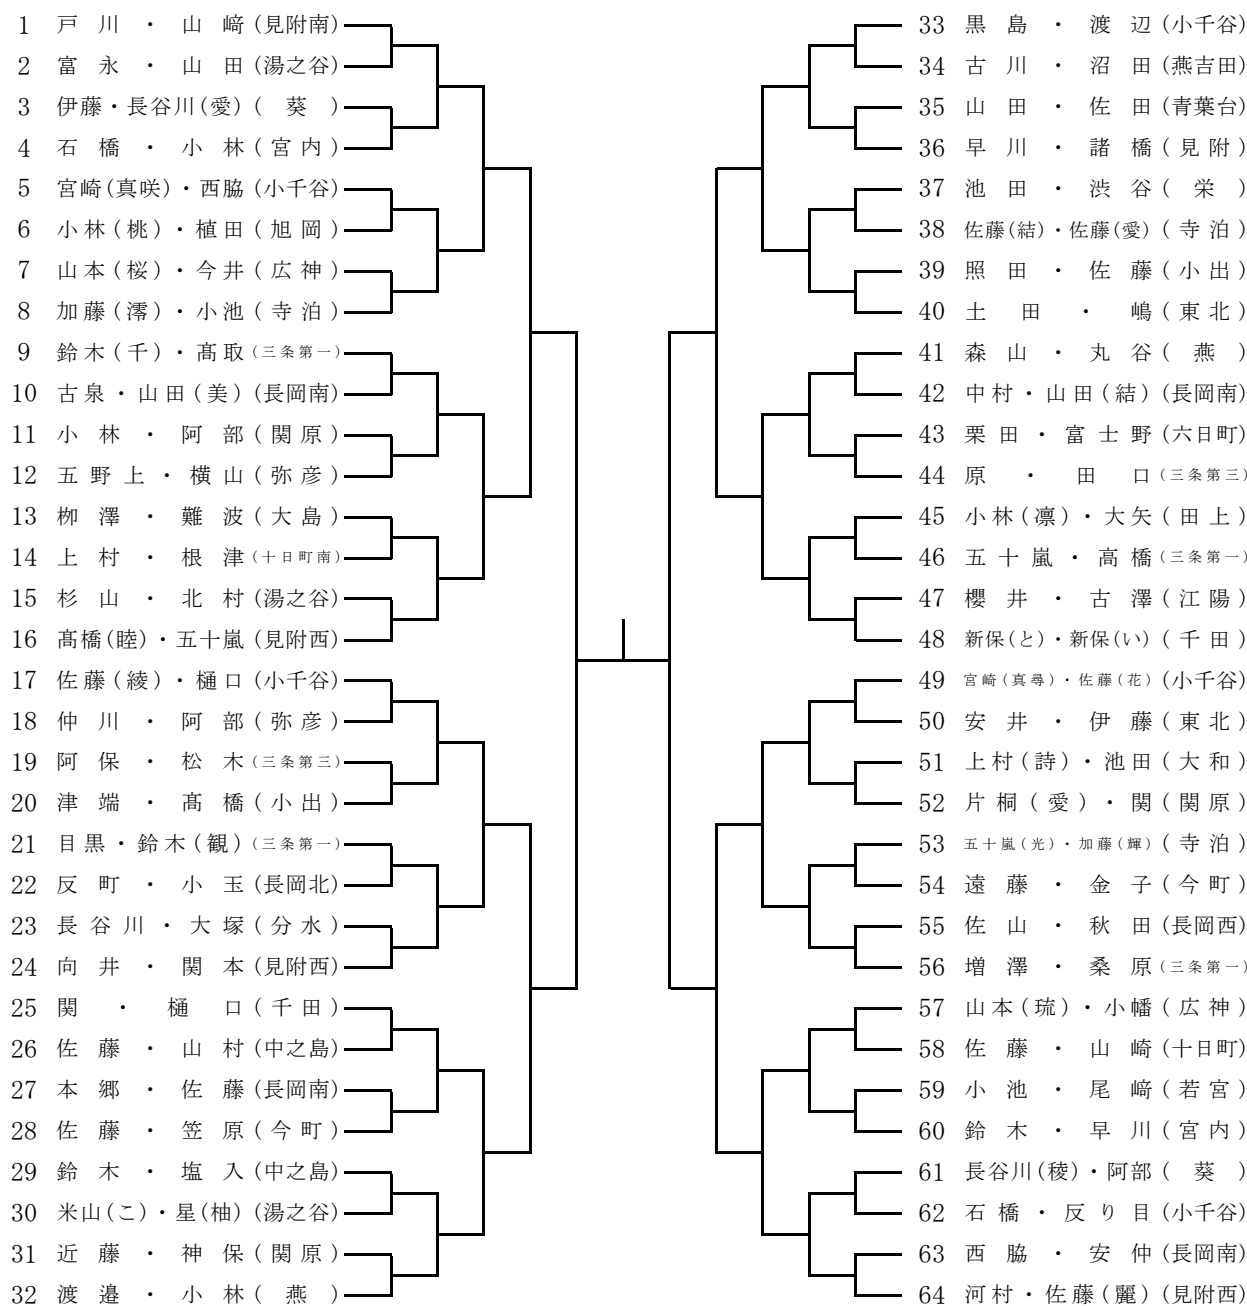 1 戸川・山﨑(見附南)
2 富永・山田(湯之谷)
3 伊藤・長谷川(愛)(葵)
4 石橋・小林(宮内)
5 宮崎(真咲)・西脇(小千谷)
6 小林(桃)・植田(旭岡)
7 山本(桜)・今井(広神)
8 加藤(澪)・小池(寺泊)
9 鈴木(千)・髙取(三条第一)
10 古泉・山田(美)(長岡南)
11 小林・阿部(関原)
12 五野上・横山(弥彦)
13 栁澤・難波(大島)
14 上村・根津(十日町南)
15 杉山・北村(湯之谷)
16 髙橋(睦)・五十嵐(見附西)
17 佐藤(綾)・樋口(小千谷)
18 仲川・阿部(弥彦)
19 阿保・松木(三条第三)
20 津端・髙橋(小出)
21 目黒・鈴木(観)(三条第一)
22 反町・小玉(長岡北)
23 長谷川・大塚(分水)
24 向井・関本(見附西)
25 関・樋口(千田)
26 佐藤・山村(中之島)
27 本郷・佐藤(長岡南)
28 佐藤・笠原(今町)
29 鈴木・塩入(中之島)
30 米山(こ)・星(柚)(湯之谷)
31 近藤・神保(関原)
32 渡邉・小林(燕)
33 黒島・渡辺(小千谷)
34 古川・沼田(燕吉田)
35 山田・佐田(青葉台)
36 早川・諸橋(見附)
37 池田・渋谷(栄)
38 佐藤(結)・佐藤(愛)(寺泊)
39 照田・佐藤(小出)
40 土田・嶋(東北)
41 森山・丸谷(燕)
42 中村・山田(結)(長岡南)
43 栗田・富士野(六日町)
44 原・田口(三条第三)
45 小林(凛)・大矢(田上)
46 五十嵐・高橋(三条第一)
47 櫻井・古澤(江陽)
48 新保(と)・新保(い)(千田)
49 宮崎(真尋)・佐藤(花)(小千谷)
50 安井・伊藤(東北)
51 上村(詩)・池田(大和)
52 片桐(愛)・関(関原)
53 五十嵐(光)・加藤(輝)(寺泊)
54 遠藤・金子(今町)
55 佐山・秋田(長岡西)
56 増澤・桑原(三条第一)
57 山本(琉)・小幡(広神)
58 佐藤・山崎(十日町)
59 小池・尾﨑(若宮)
60 鈴木・早川(宮内)
61 長谷川(稜)・阿部(葵)
62 石橋・反り目(小千谷)
63 西脇・安仲(長岡南)
64 河村・佐藤(麗)(見附西)